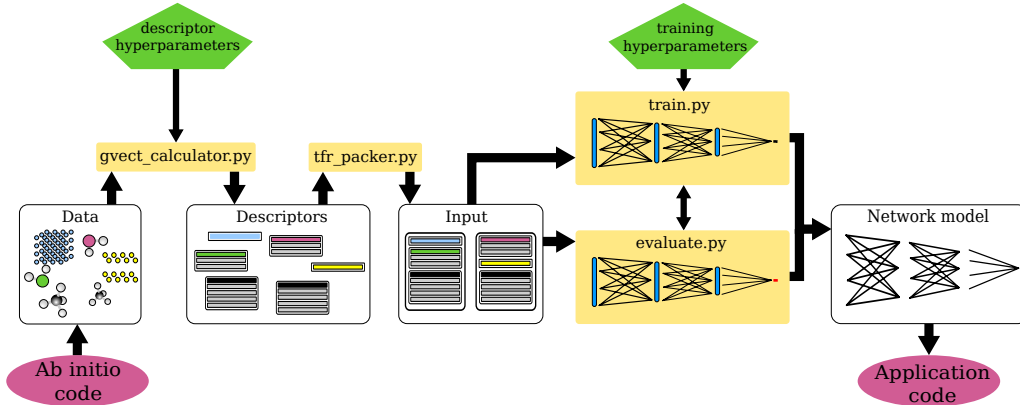 descriptor
hyperparameters
training
hyperparameters
train.py
gvect_calculator.py
tfr_packer.py
Data
Descriptors
Input
evaluate.py
Network model
Ab initio
code
Application
code